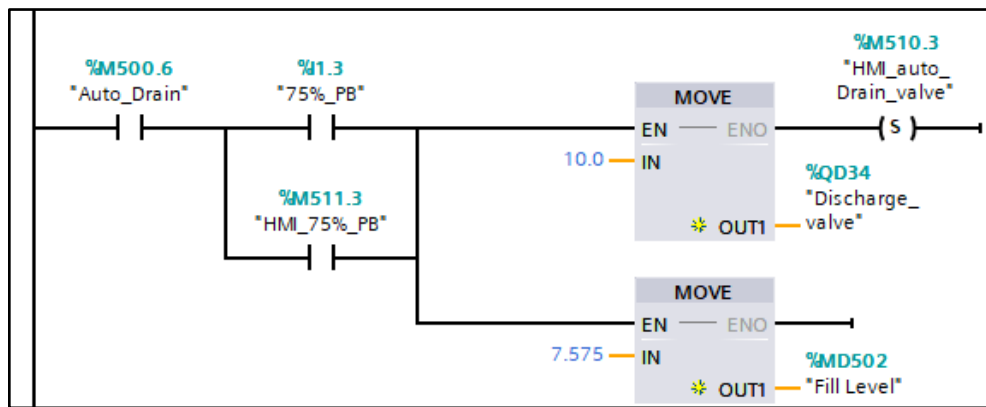 %M500.6
"Auto_Drain"
%I1.3
"75%_PB"
%M511.3
"HMI_75%_PB"
MOVE
EN
ENO
10.0
IN
OUT1
%M510.3
"HMI_auto_
Drain_valve"
S
%QD34
"Discharge_
valve"
MOVE
EN
ENO
7.575
IN
OUT1
%MD502
"Fill Level"